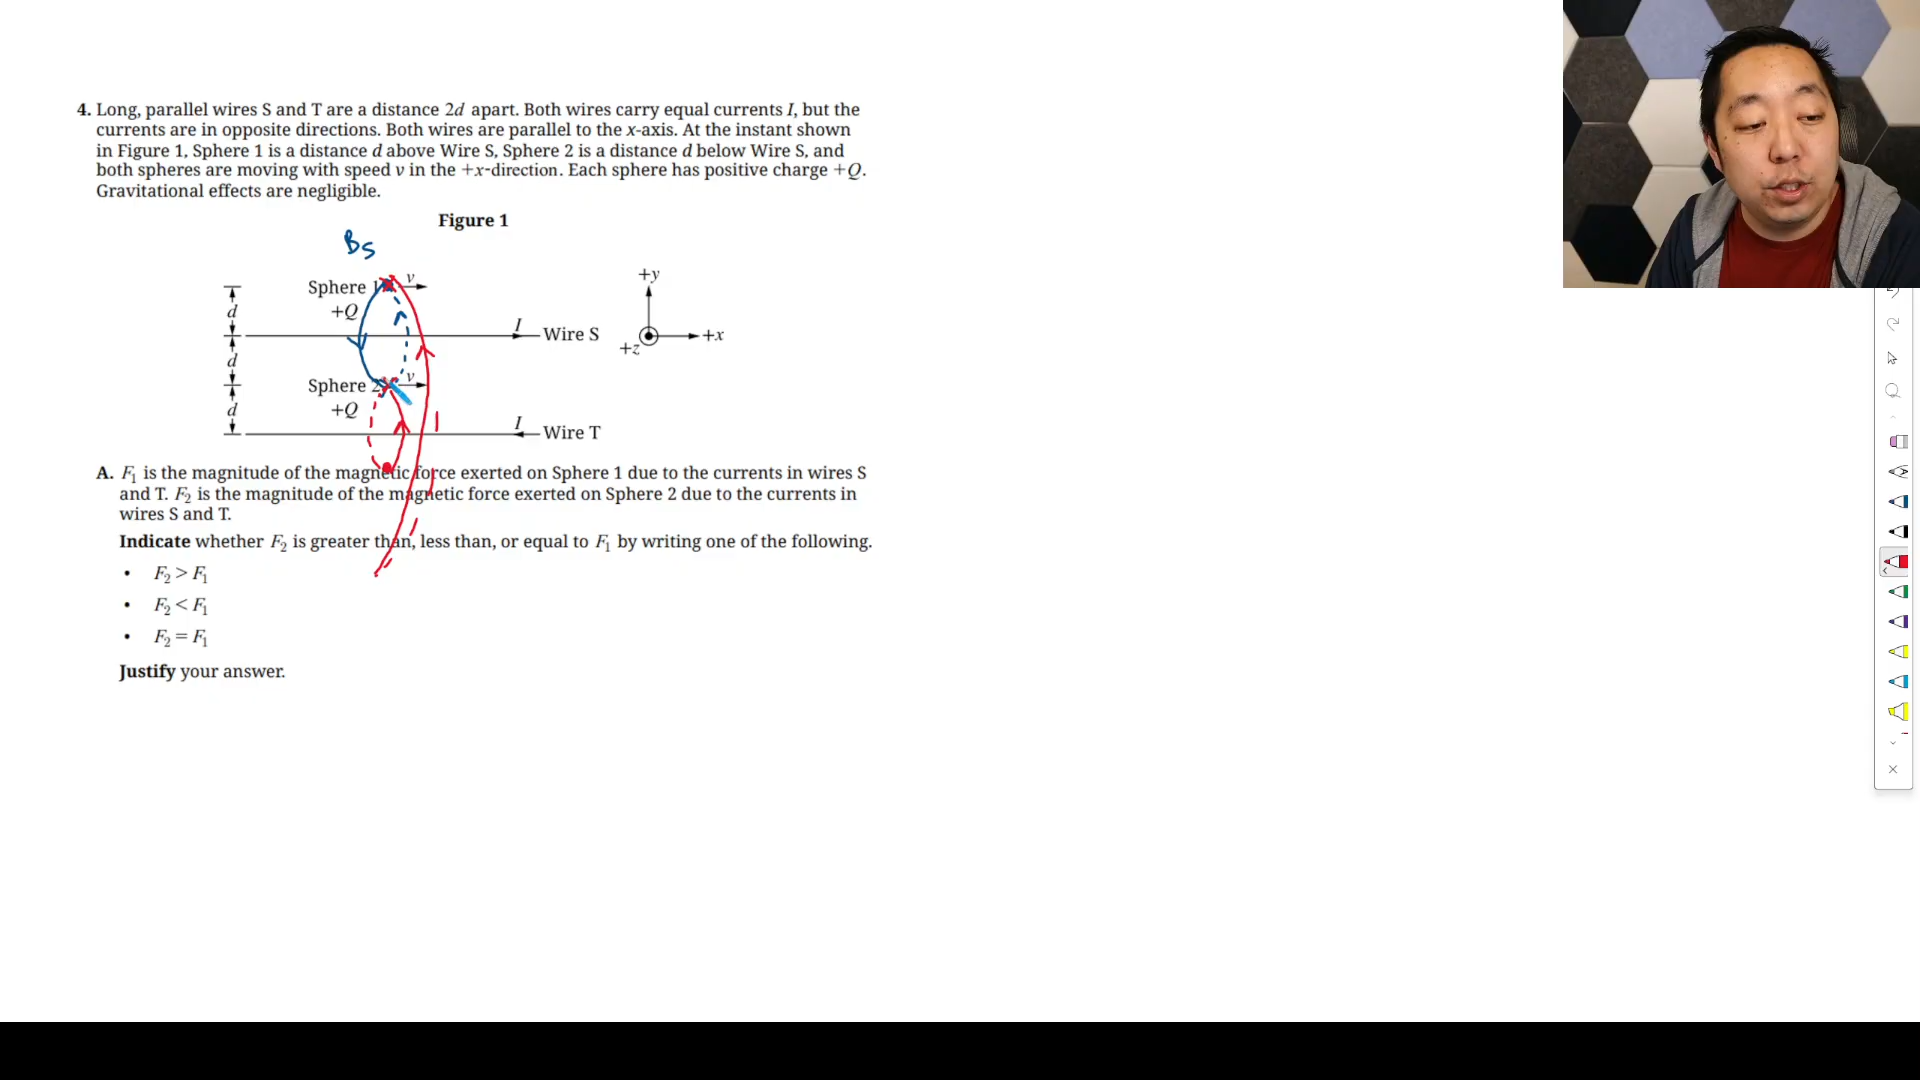 4. Long, parallel wires S and T are a distance 2d apart. Both wires carry equal currents I, but the
currents are in opposite directions. Both wires are parallel to the x-axis. At the instant shown
in Figure 1, Sphere 1 is a distance d above Wire S, Sphere 2 is a distance d below Wire S, and
both spheres are moving with speed v in the +x-direction. Each sphere has positive charge +Q.
Gravitational effects are negligible.
Figure 1
Bs
+y
Sphere 1 v
d +Q
I Wire S +x
+z
d
Sphere 2 v
d +Q
I Wire T
A. F₁ is the magnitude of the magnetic force exerted on Sphere 1 due to the currents in wires S
and T. F₂ is the magnitude of the magnetic force exerted on Sphere 2 due to the currents in
wires S and T.
Indicate whether F₂ is greater than, less than, or equal to F₁ by writing one of the following.
• F₂ > F₁
• F₂ < F₁
• F₂ = F₁
Justify your answer.